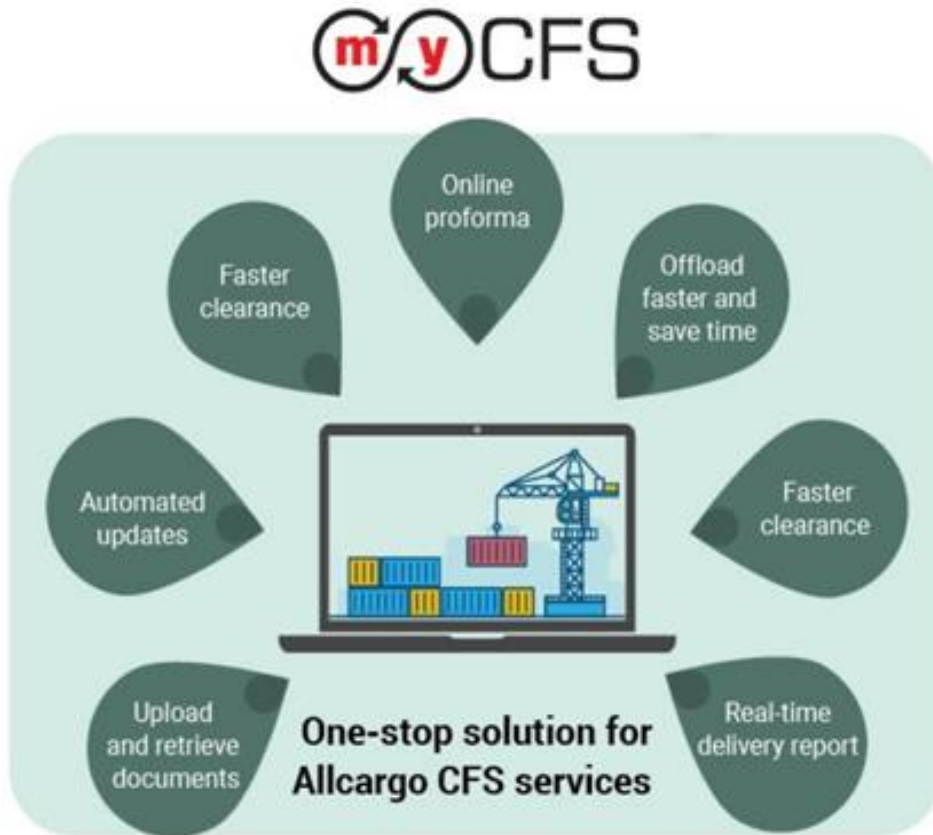 myCFS
Online
proforma
Faster
clearance
Offload
faster and
save time
Automated
updates
Faster
clearance
Upload
and retrieve
documents
Real-time
delivery report
One-stop solution for
Allcargo CFS services